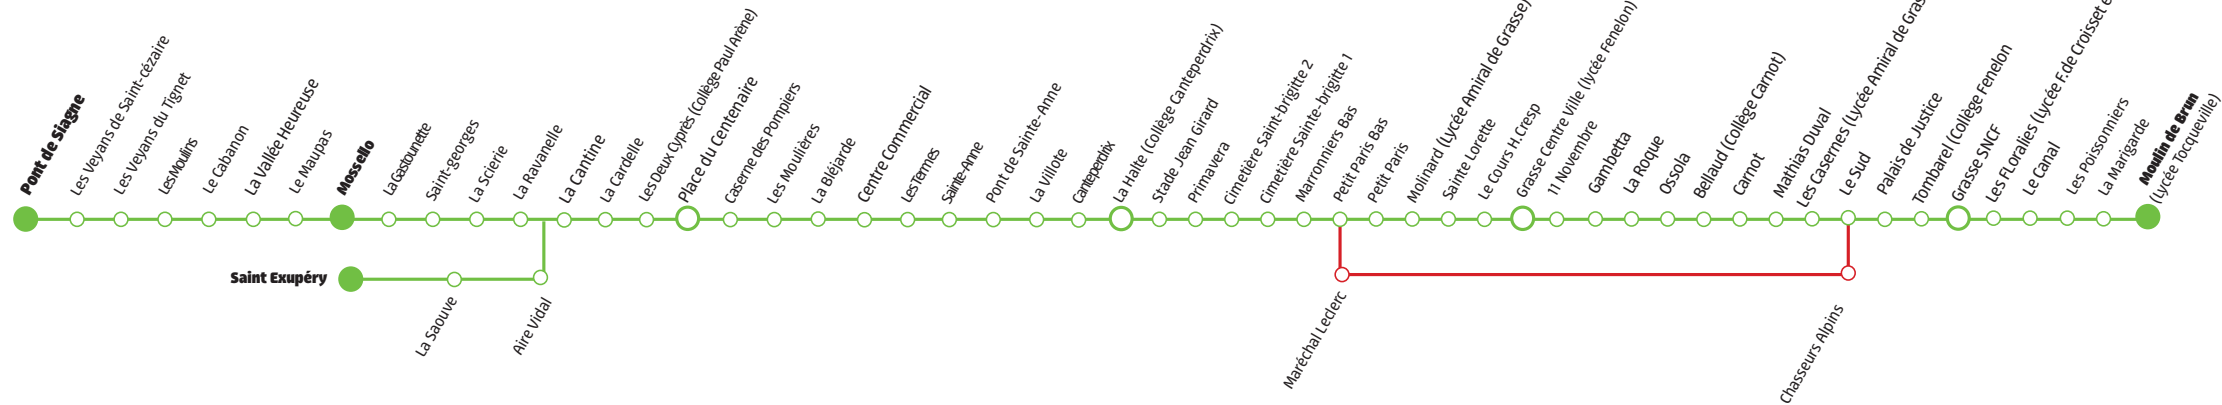 Pont de Siagne
Les Veyans de Saint-cézaire
Les Veyans du Tignet
Les Moulins
Le Cabanon
La Vallée Heureuse
Le Maupas
Mossello
La Gastounette
Saint-georges
La Scierie
La Ravanelle
La Cantine
La Cardelle
Les Deux Cyprès (Collège Paul Arène)
Place du Centenaire
Caserne des Pompiers
Les Moulières
La Bléjarde
Centre Commercial
Les Termes
Sainte-Anne
Pont de Sainte-Anne
La Villote
Canteperdrix
La Halte (Collège Canteperdrix)
Stade Jean Girard
Primavera
Cimetière Saint-brigitte 2
Cimetière Sainte-brigitte 1
Marronniers Bas
Petit Paris Bas
Petit Paris
Molinard (Lycée Amiral de Grasse)
Sainte Lorette
Le Cours H.Cresp
Grasse Centre Ville (lycée Fenelon)
11 Novembre
Gambetta
La Roque
Ossola
Bellaud (Collège Carnot)
Carnot
Mathias Duval
Les Casernes (Lycée Amiral de Gras
Le Sud
Palais de Justice
Tombarel (Collège Fenelon
Grasse SNCF
Les FLoralies (Lycée F.de Croisset e
Le Canal
Les Poissonniers
La Marigarde
Moulin de Brun
(Lycée Tocqueville)
Saint Exupéry
La Saouve
Aire Vidal
Maréchal Leclerc
Chasseurs Alpins